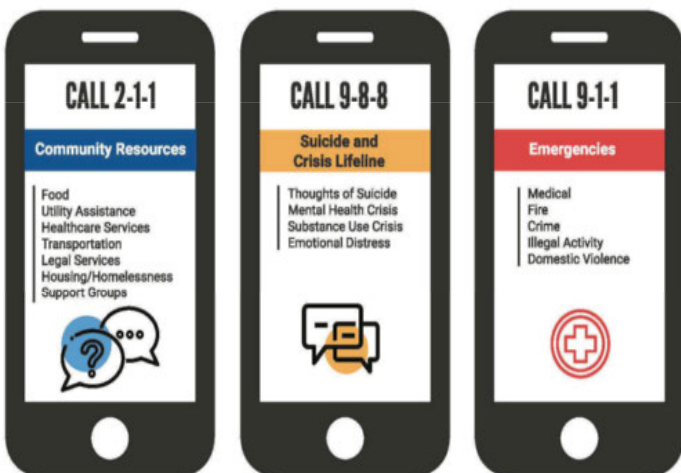 CALL 2-1-1
Community Resources
Food
Utility Assistance
Healthcare Services
Transportation
Legal Services
Housing/Homelessness
Support Groups
?
CALL 9-8-8
Suicide and
Crisis Lifeline
Thoughts of Suicide
Mental Health Crisis
Substance Use Crisis
Emotional Distress
CALL 9-1-1
Emergencies
Medical
Fire
Crime
Illegal Activity
Domestic Violence